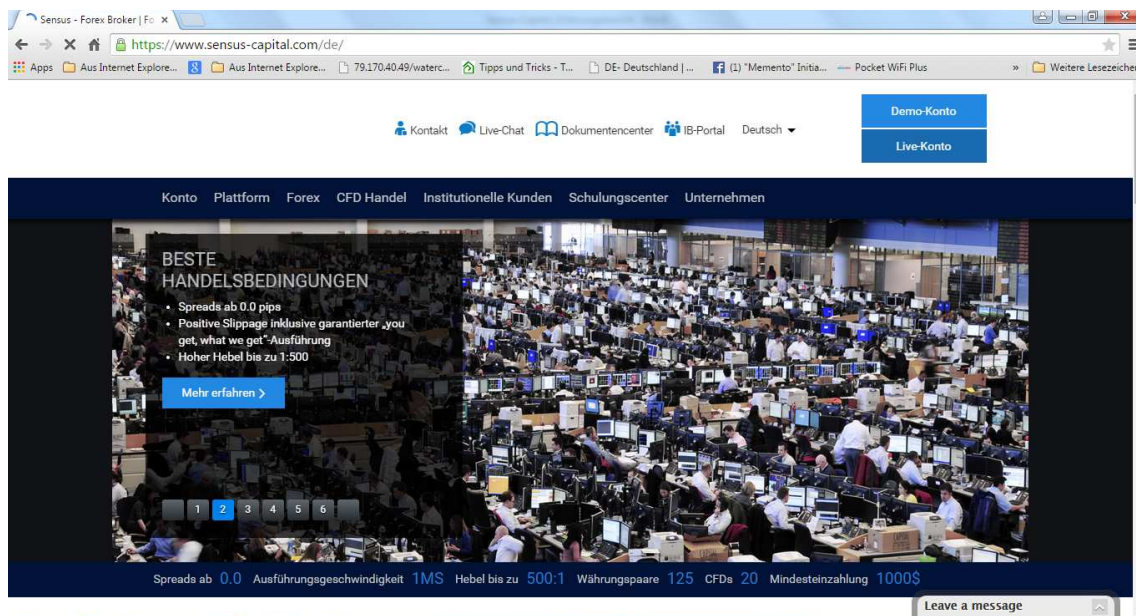 Sensus - Forex Broker | Fo
https://www.sensus-capital.com/de/
Apps Aus Internet Explore... Aus Internet Explore... 79.170.40.49/waterc... Tipps und Tricks - T... DE- Deutschland | ... (1) "Memento" Initia... Pocket WiFi Plus » Weitere Lesezeichen
Kontakt Live-Chat Dokumentencenter IB-Portal Deutsch
Demo-Konto
Live-Konto
Konto Plattform Forex CFD Handel Institutionelle Kunden Schulungscenter Unternehmen
BESTE
HANDELSBEDINGUNGEN
• Spreads ab 0.0 pips
• Positive Slippage inklusive garantierter „you
get, what we get"-Ausführung
• Hoher Hebel bis zu 1:500
Mehr erfahren >
1 2 3 4 5 6
Spreads ab 0.0 Ausführungsgeschwindigkeit 1MS Hebel bis zu 500:1 Währungspaare 125 CFDs 20 Mindesteinzahlung 1000$
Leave a message